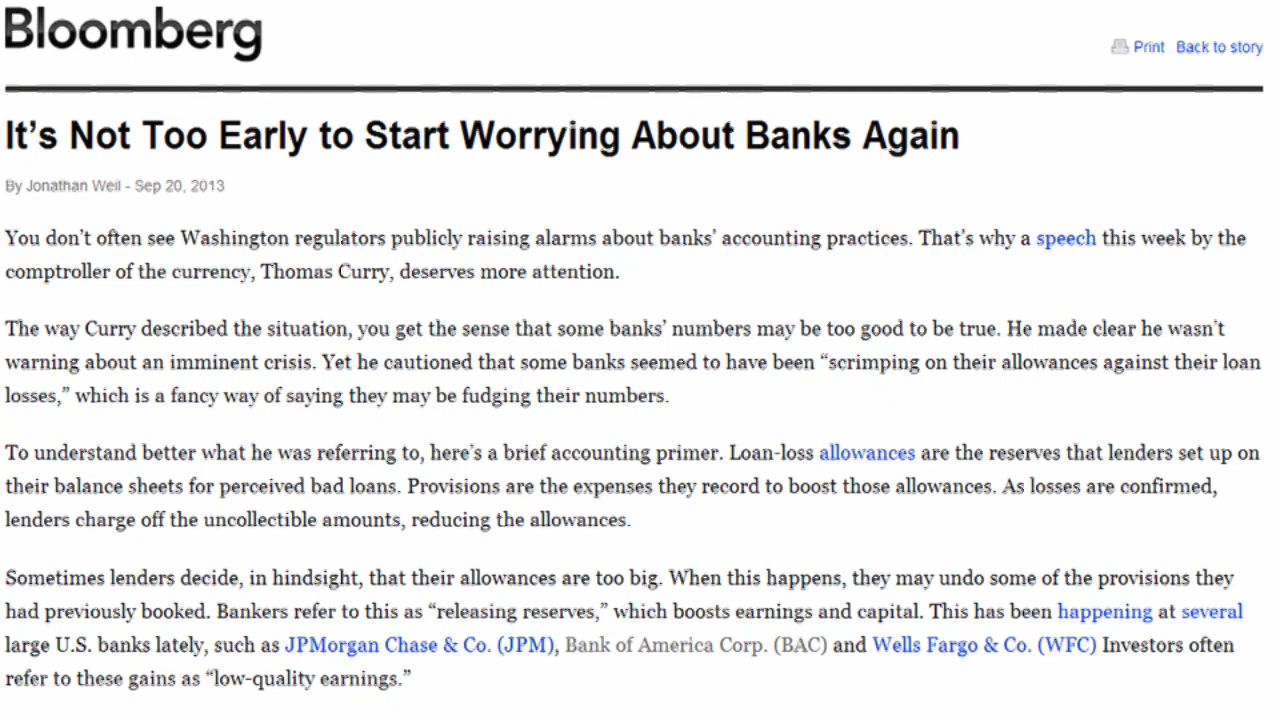 Bloomberg
Print Back to story
It's Not Too Early to Start Worrying About Banks Again
By Jonathan Weil - Sep 20, 2013
You don't often see Washington regulators publicly raising alarms about banks' accounting practices. That's why a speech this week by the
comptroller of the currency, Thomas Curry, deserves more attention.
The way Curry described the situation, you get the sense that some banks' numbers may be too good to be true. He made clear he wasn't
warning about an imminent crisis. Yet he cautioned that some banks seemed to have been “scrimping on their allowances against their loan
losses,” which is a fancy way of saying they may be fudging their numbers.
To understand better what he was referring to, here's a brief accounting primer. Loan-loss allowances are the reserves that lenders set up on
their balance sheets for perceived bad loans. Provisions are the expenses they record to boost those allowances. As losses are confirmed,
lenders charge off the uncollectible amounts, reducing the allowances.
Sometimes lenders decide, in hindsight, that their allowances are too big. When this happens, they may undo some of the provisions they
had previously booked. Bankers refer to this as “releasing reserves,” which boosts earnings and capital. This has been happening at several
large U.S. banks lately, such as JPMorgan Chase & Co. (JPM), Bank of America Corp. (BAC) and Wells Fargo & Co. (WFC) Investors often
refer to these gains as “low-quality earnings.”